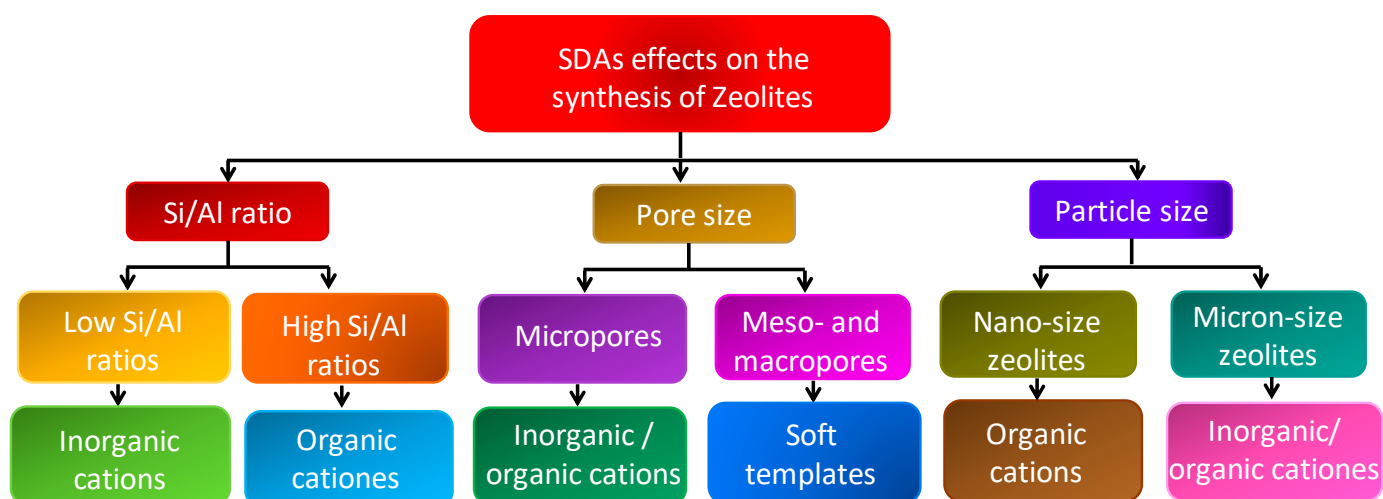 SDAs effects on the
synthesis of Zeolites
Si/Al ratio
Pore size
Particle size
Low Si/Al
ratios
High Si/Al
ratios
Micropores
Meso- and
macropores
Nano-size
zeolites
Micron-size
zeolites
Inorganic
cations
Organic
cationes
Inorganic /
organic cations
Soft
templates
Organic
cations
Inorganic/
organic cationes